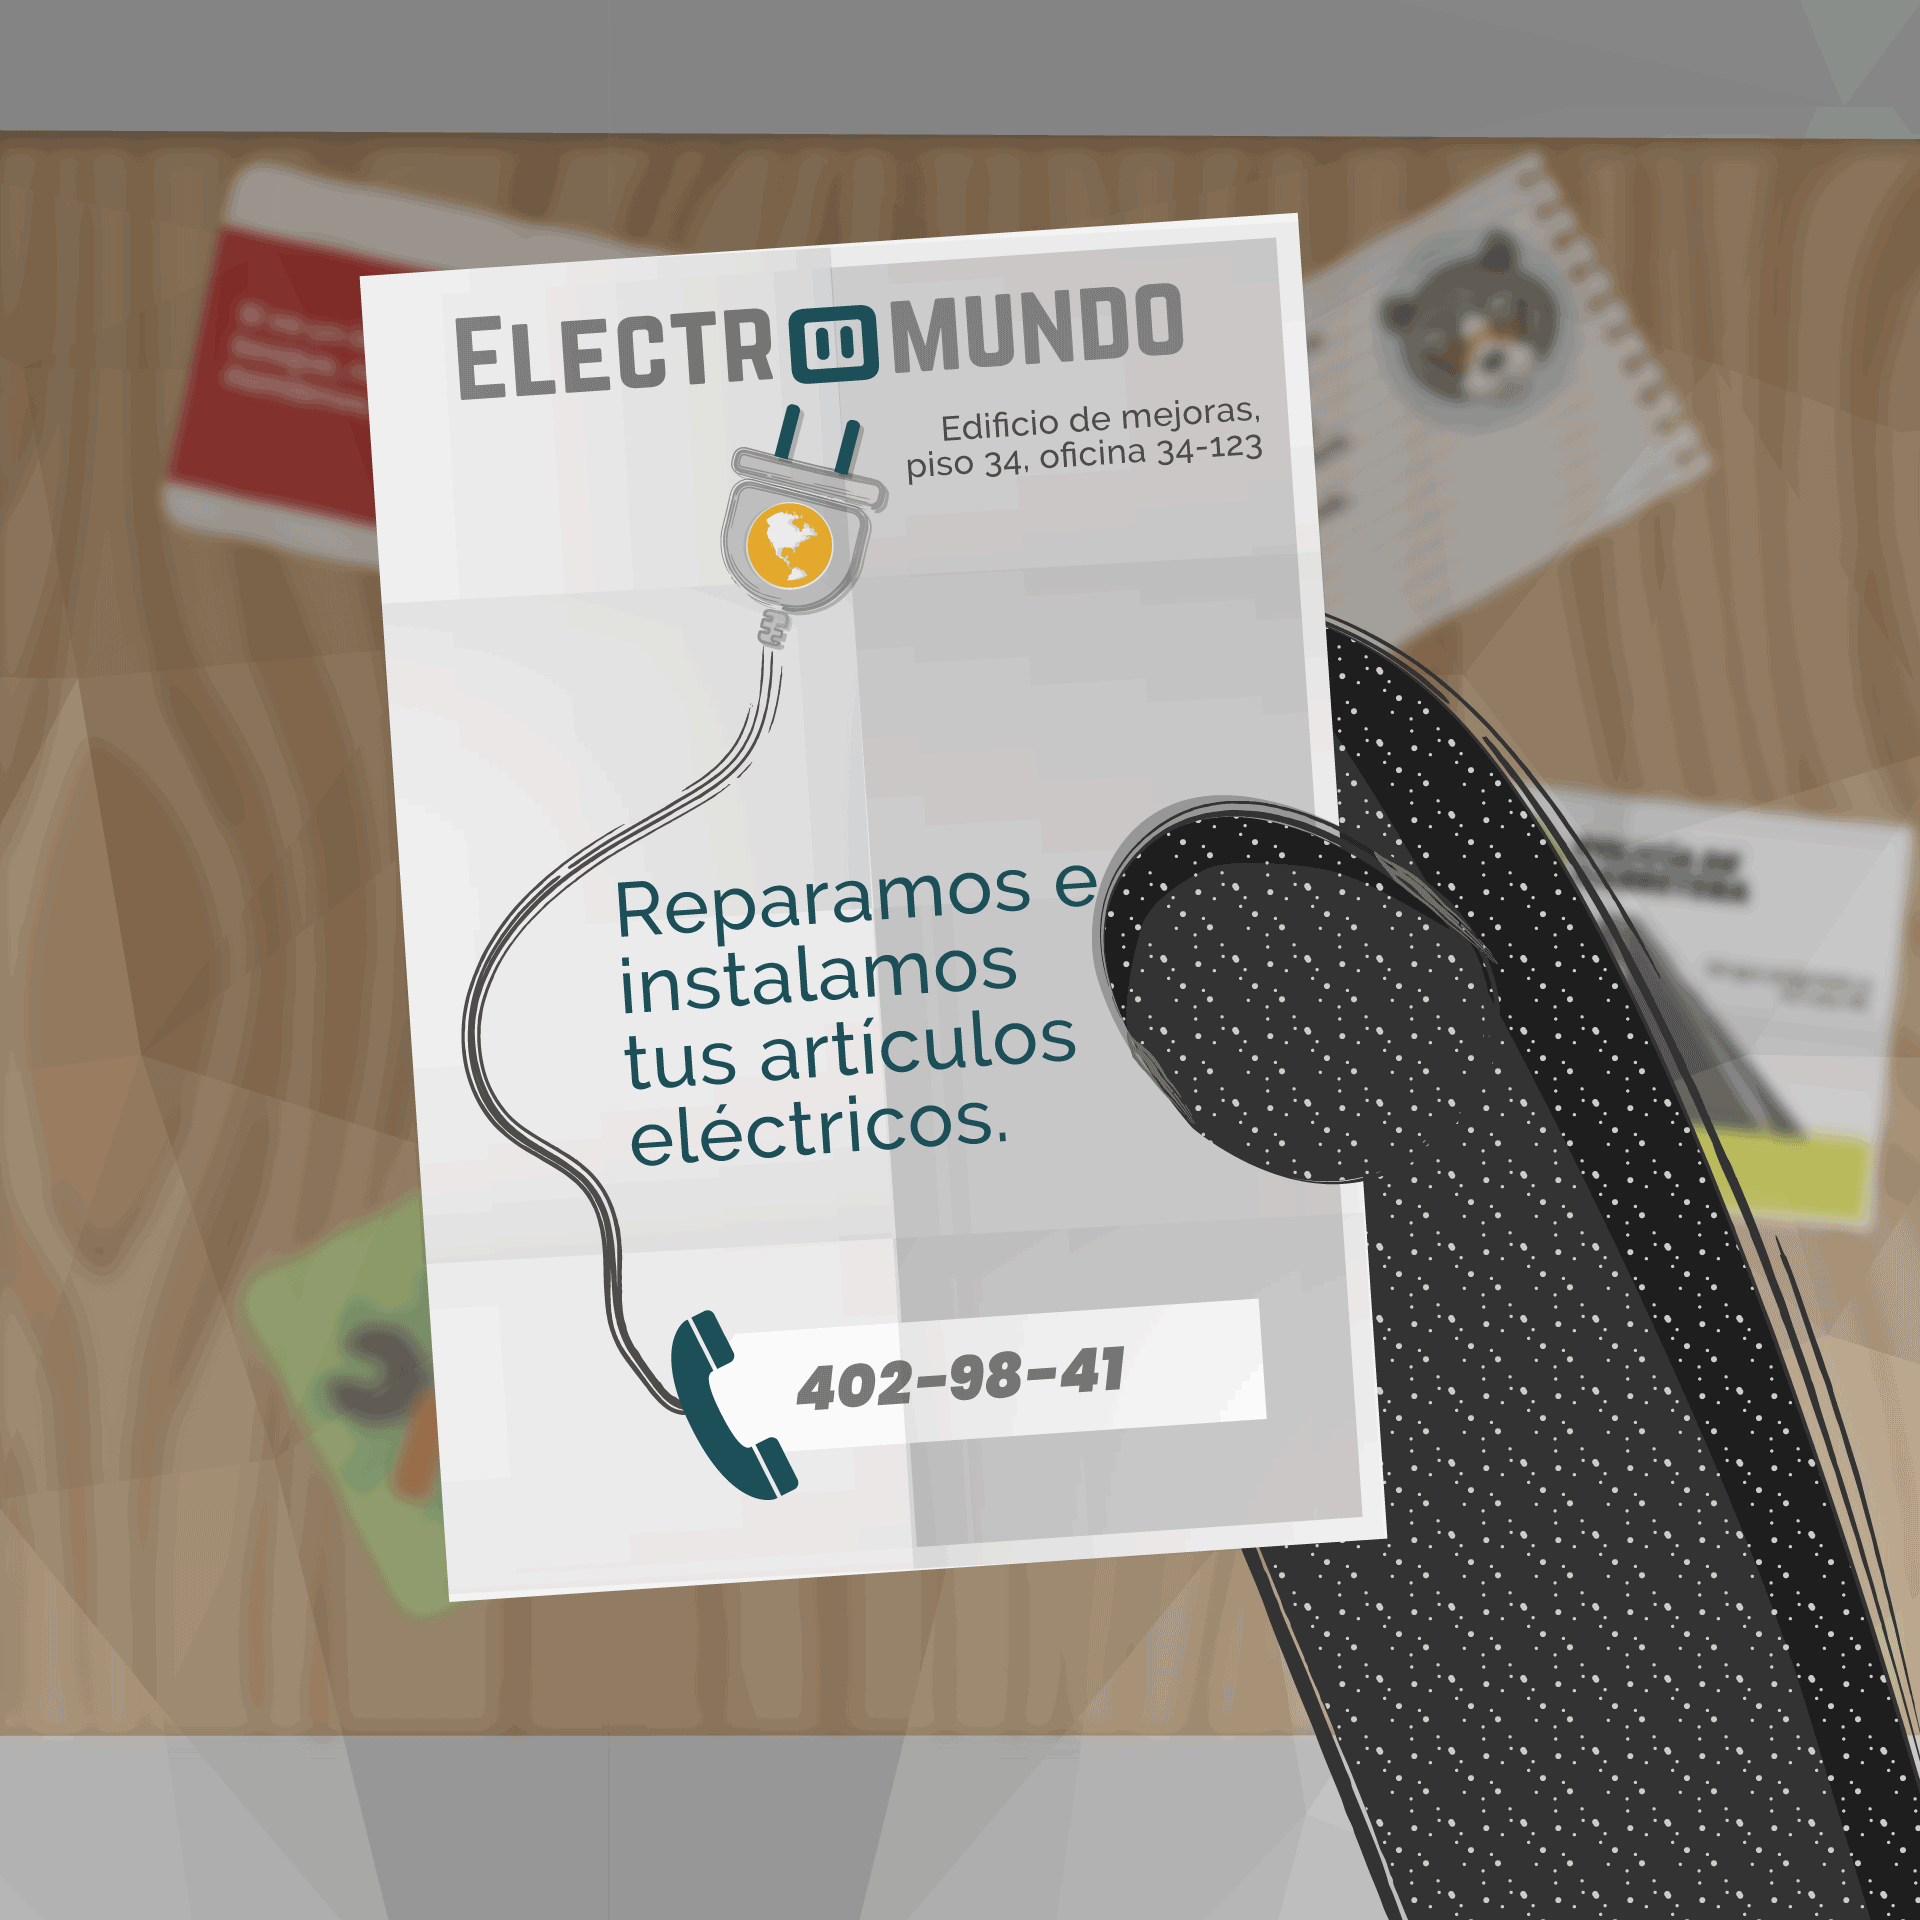 ELECTROMUNDO
Edificio de mejoras,
piso 34, oficina 34-123
Reparamos e
instalamos
tus artículos
eléctricos.
402-98-41